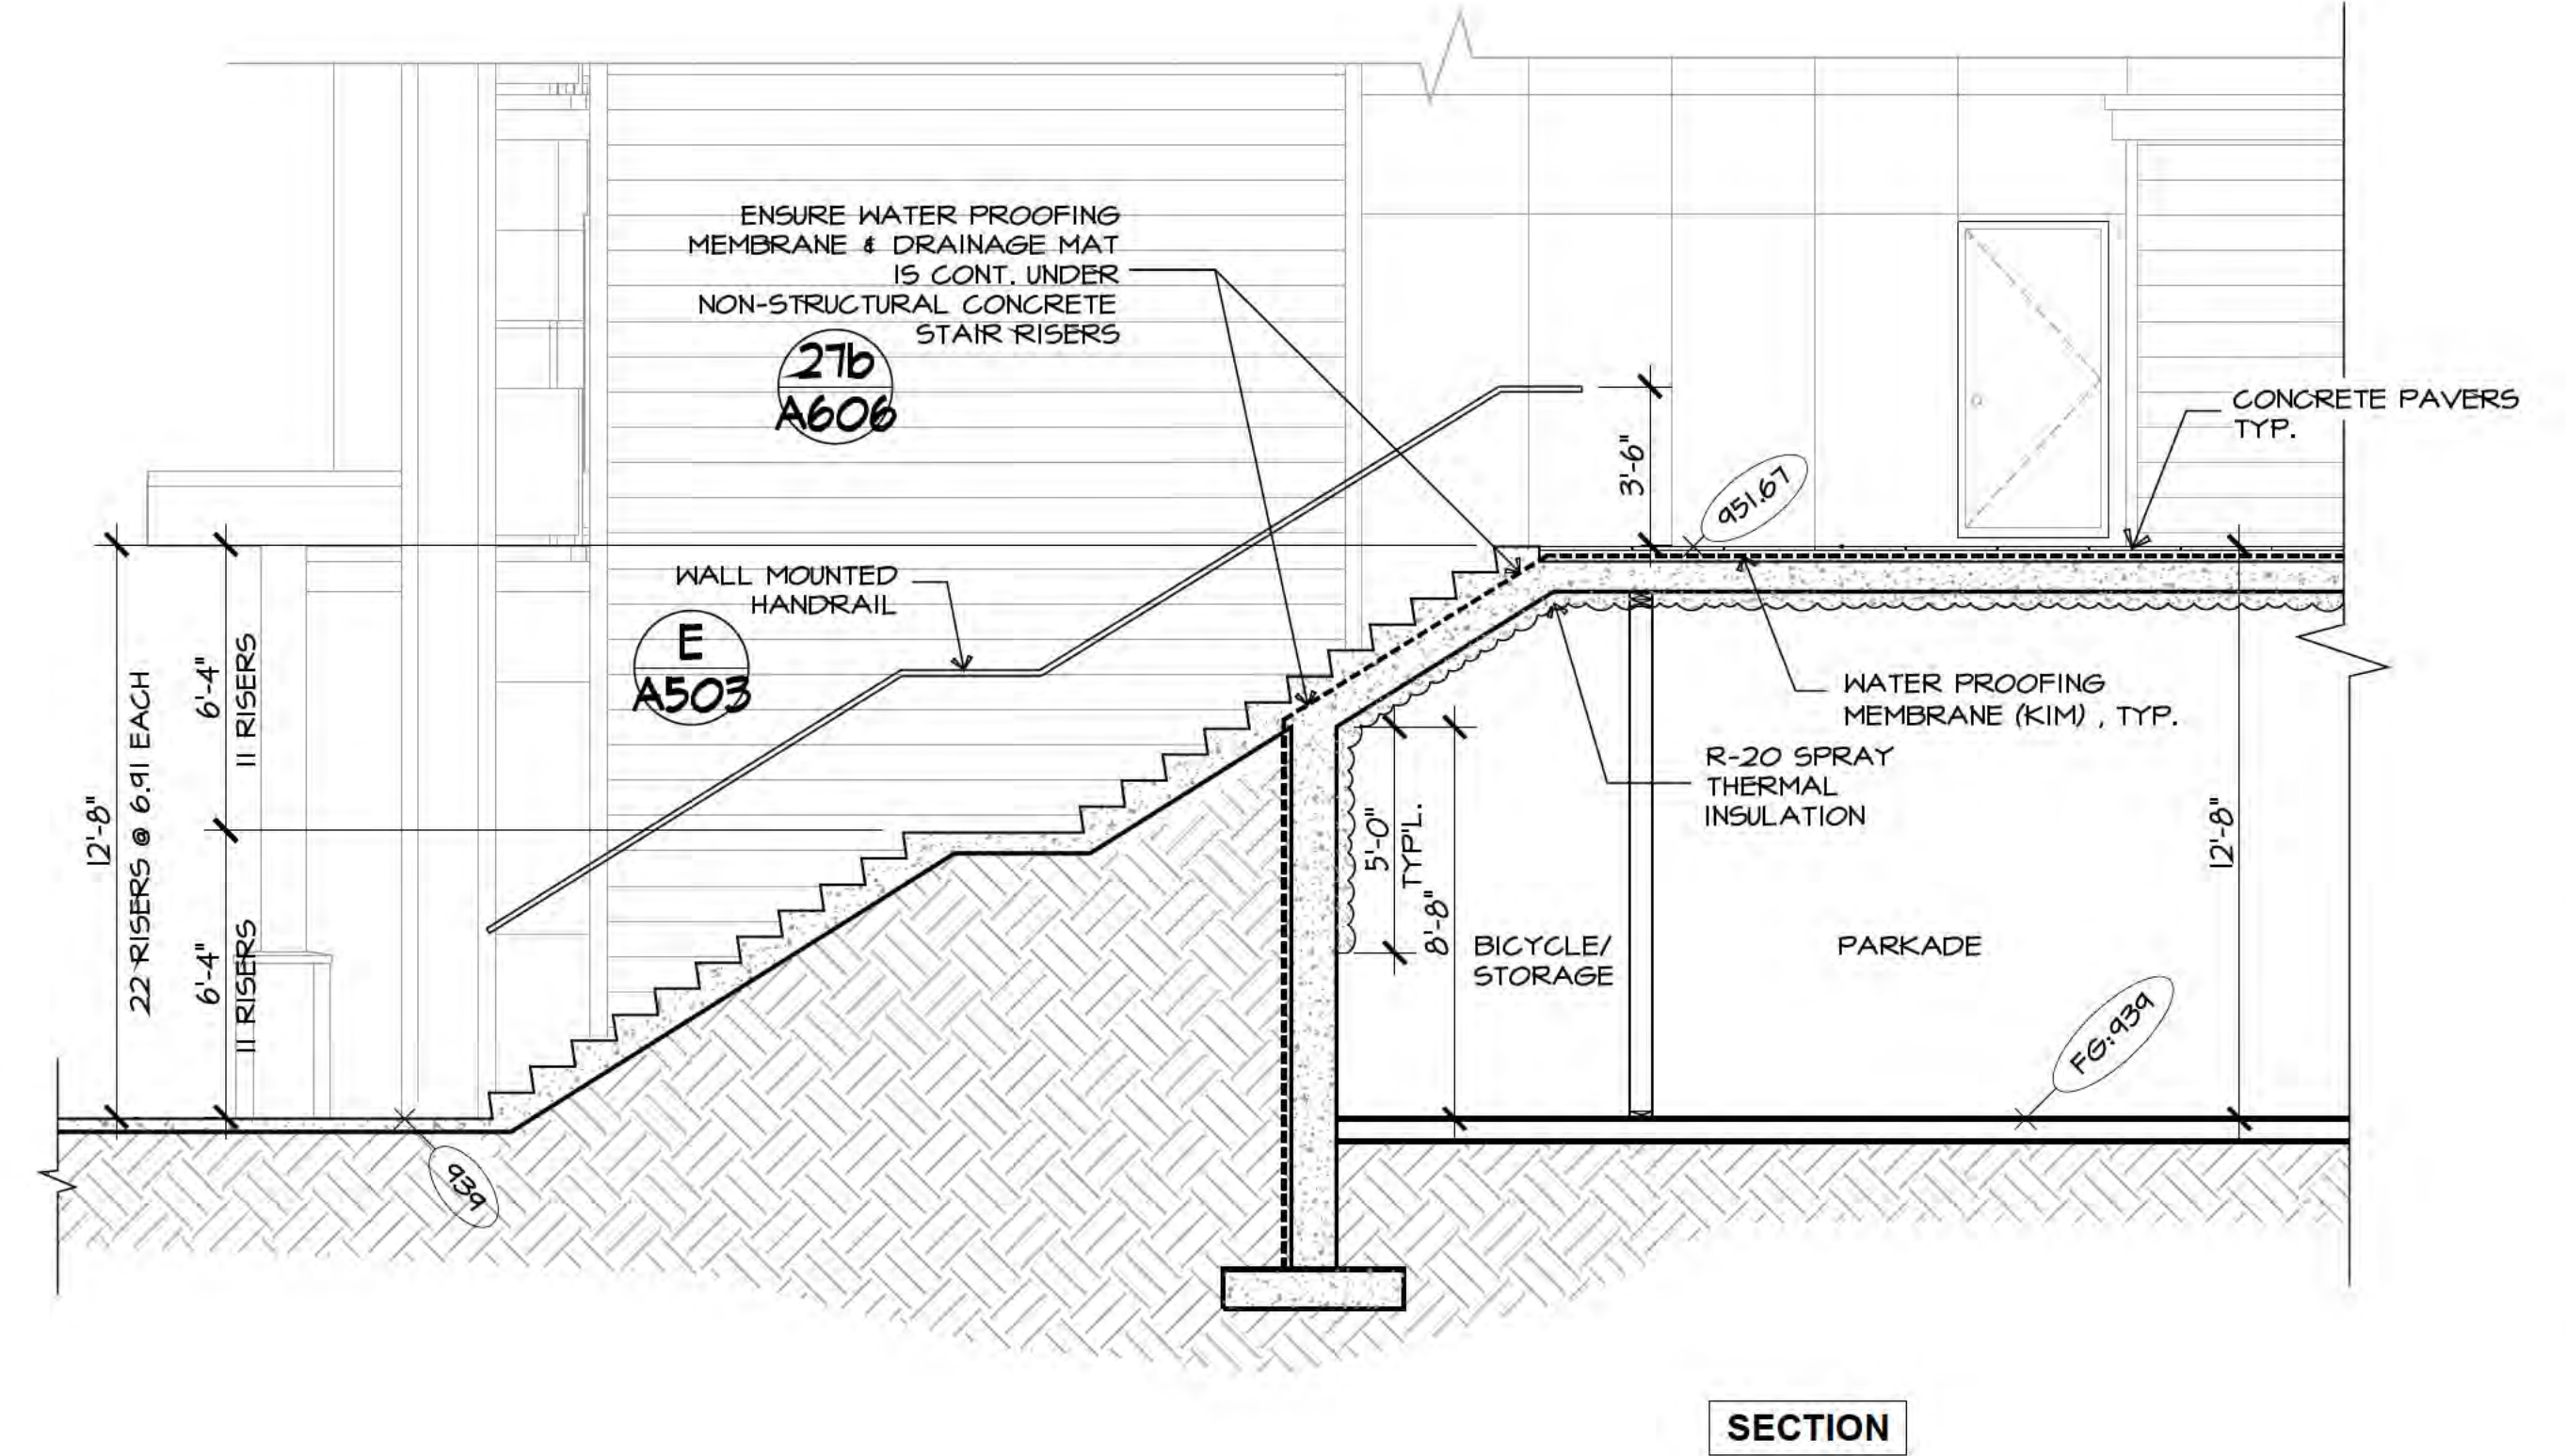 ENSURE WATER PROOFING
MEMBRANE & DRAINAGE MAT
IS CONT. UNDER
NON-STRUCTURAL CONCRETE
STAIR RISERS
27b
A606
CONCRETE PAVERS
TYP.
3'-6"
951.67
WALL MOUNTED
HANDRAIL
E
A503
12'-8"
22 RISERS @ 6.91 EACH
6'-4"
11 RISERS
6'-4"
11 RISERS
WATER PROOFING
MEMBRANE (KIM) , TYP.
R-20 SPRAY
THERMAL
INSULATION
5'-0"
TYP'L.
8'-8"
12'-8"
BICYCLE/
STORAGE
PARKADE
FG:939
939
SECTION